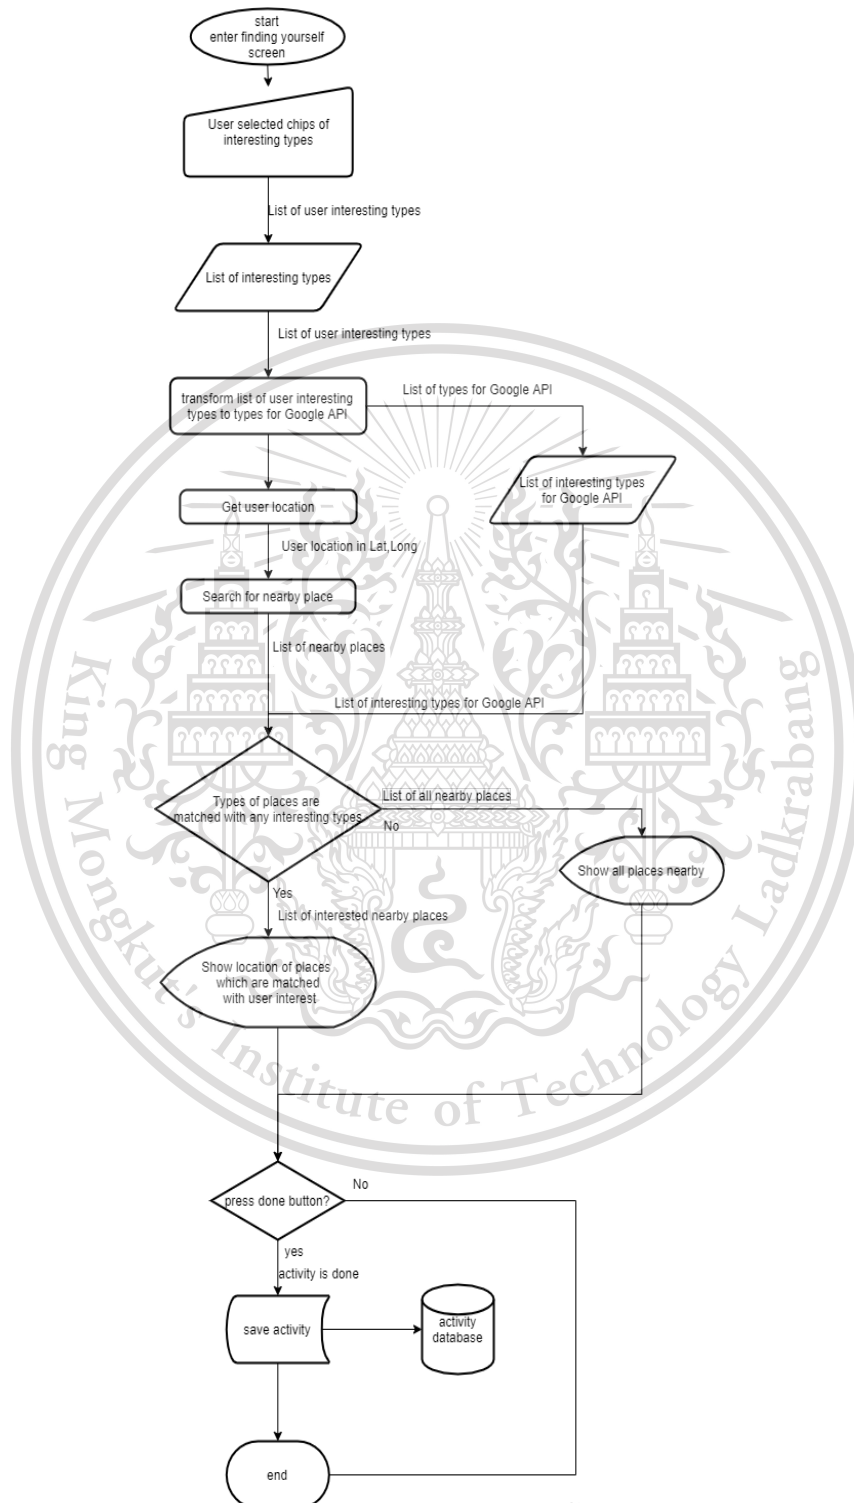 start
enter finding yourself
screen
User selected chips of
interesting types
List of user interesting types
List of interesting types
List of user interesting types
transform list of user interesting
types to types for Google API
List of types for Google API
List of interesting types
for Google API
Get user location
User location in Lat,Long
Search for nearby place
List of nearby places
List of interesting types for Google API
Types of places are
matched with any interesting types
List of all nearby places
No
Show all places nearby
Yes
List of interested nearby places
Show location of places
which are matched
with user interest
press done button?
No
yes
activity is done
save activity
activity
database
end
King Mongkut's Institute of Technology Ladkrabang